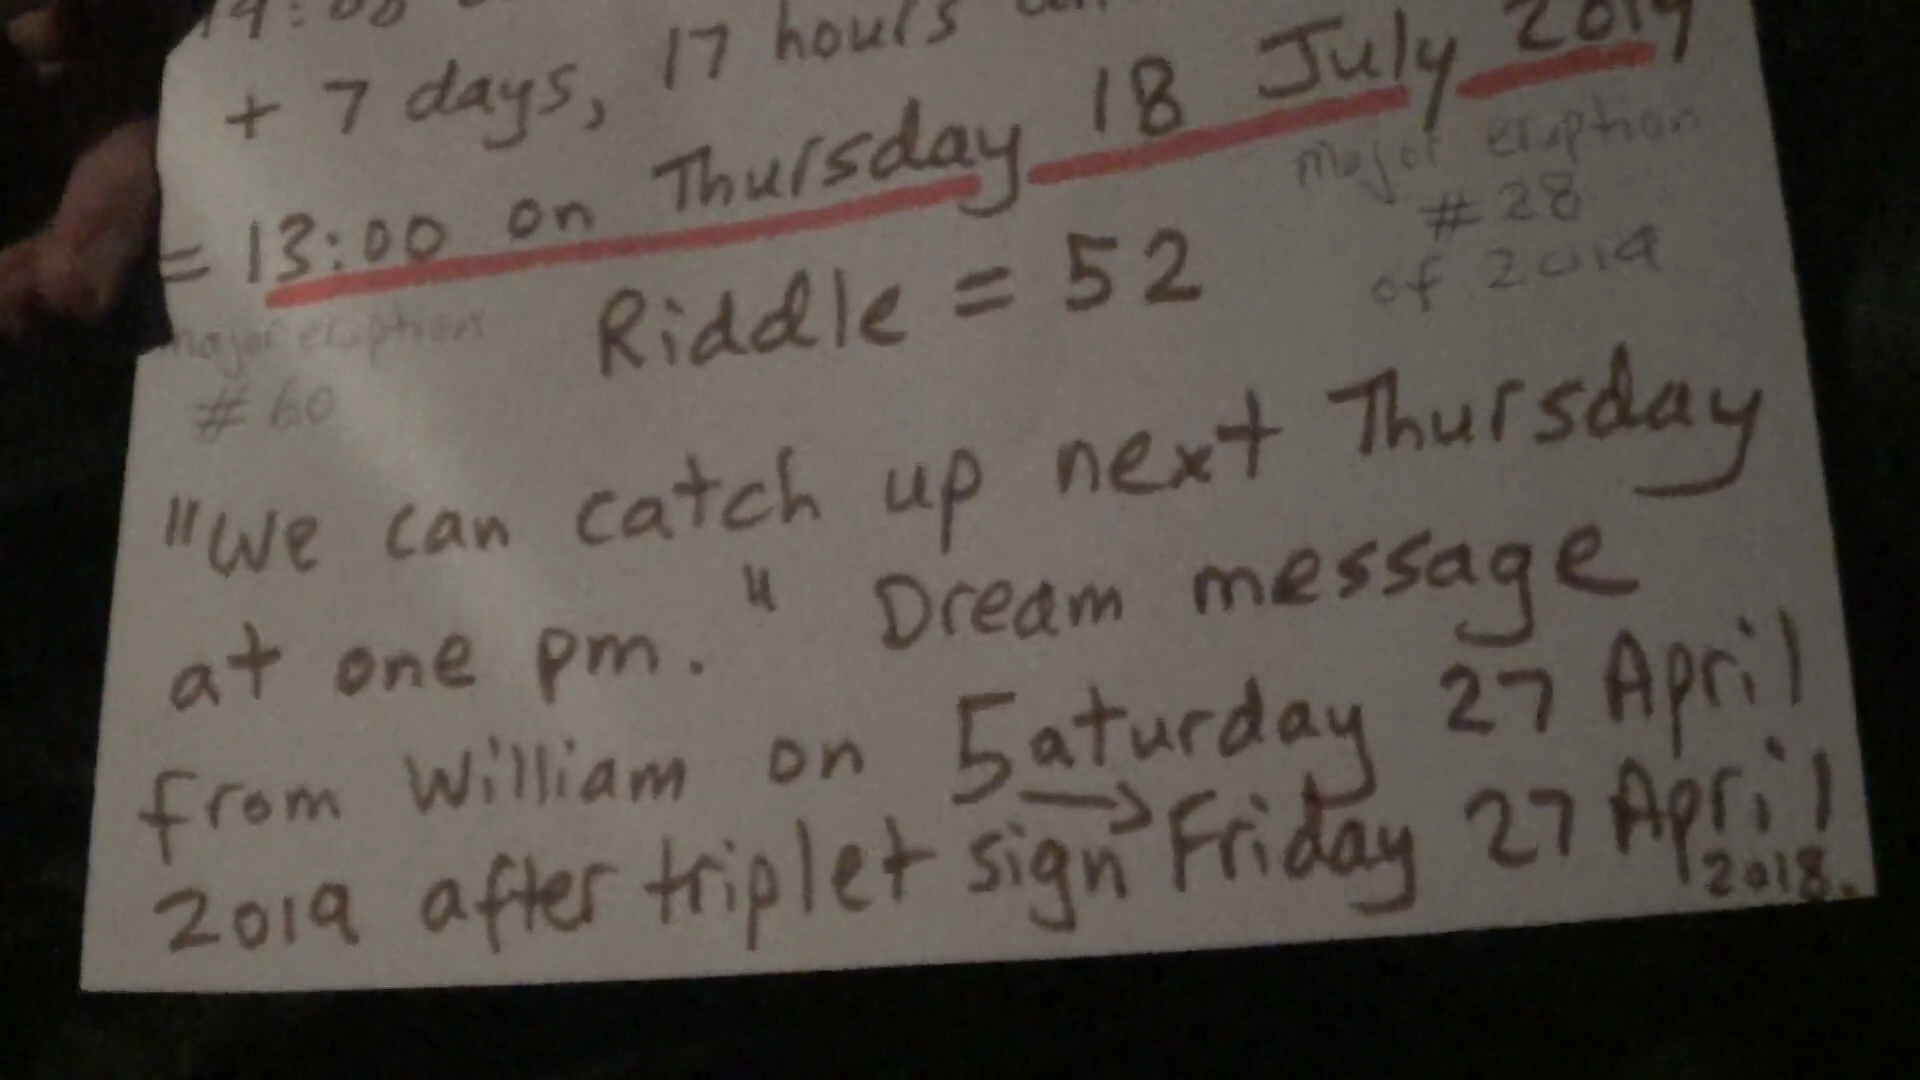 + 7 days, 17 hours
= 13:00 on Thursday 18 July 2019
major eruption
#28
of 2019
Riddle = 52
major eruption
#60
"We can catch up next Thursday
at one pm." Dream message
from William on Saturday 27 April
2019 after triplet sign → Friday 27 April
2018.